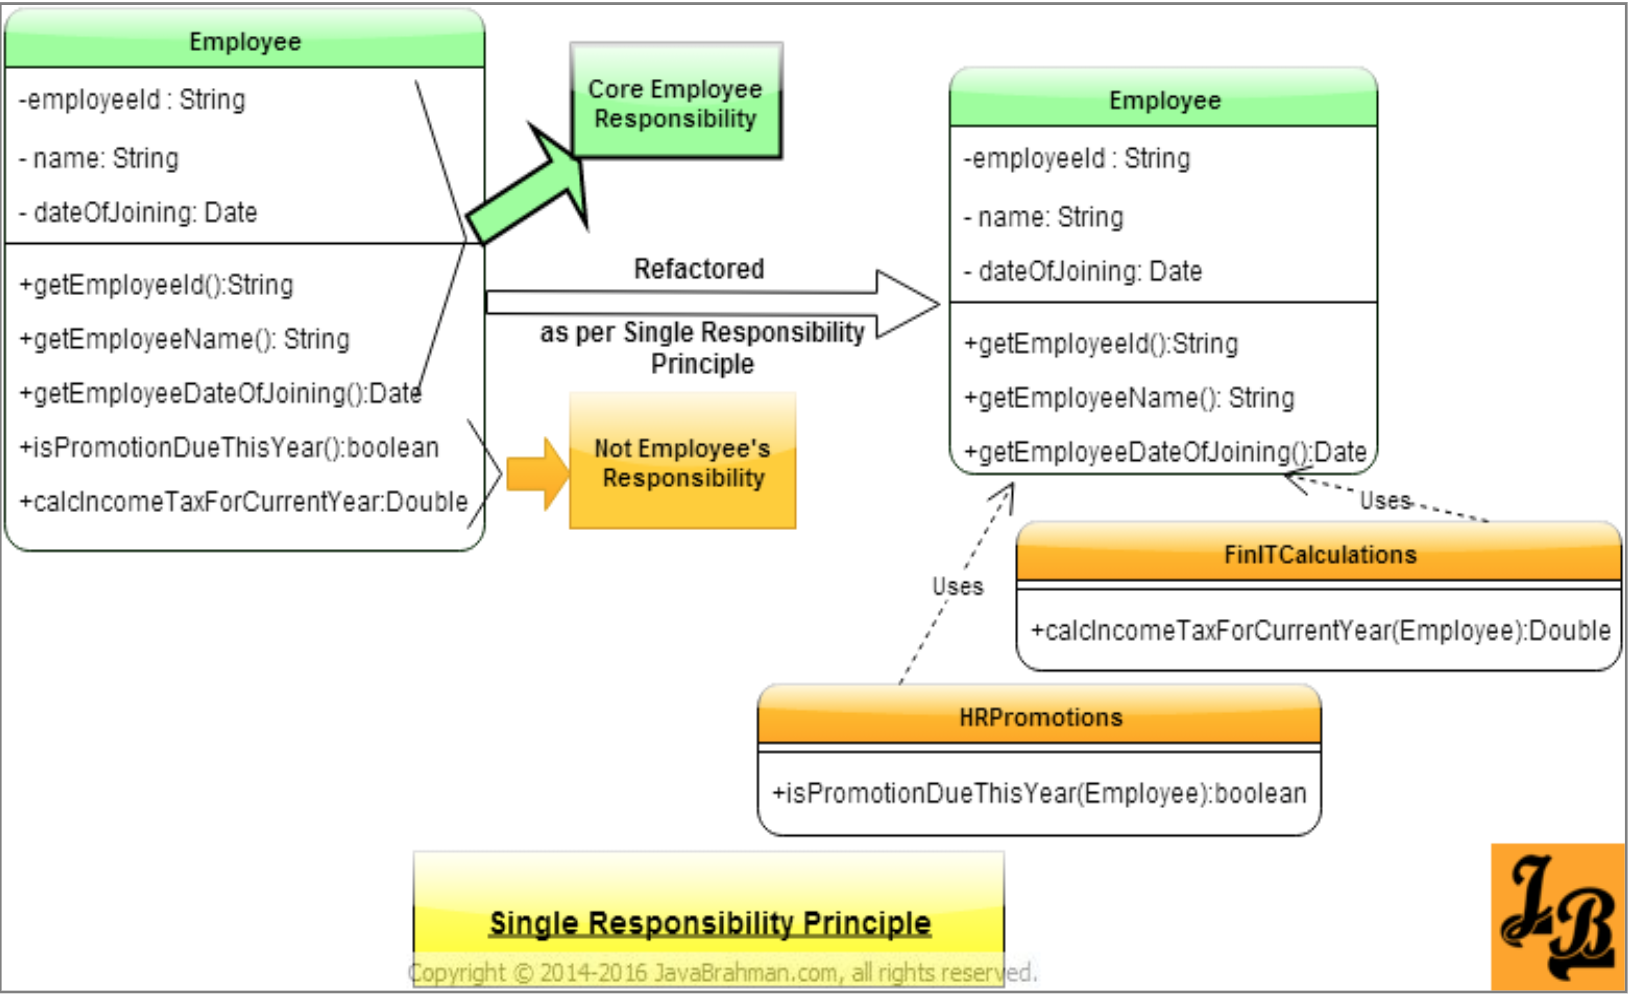 Employee
-employeeId : String
- name: String
- dateOfJoining: Date
+getEmployeeId():String
+getEmployeeName(): String
+getEmployeeDateOfJoining():Date
+isPromotionDueThisYear():boolean
+calcIncomeTaxForCurrentYear:Double
Core Employee
Responsibility
Refactored
as per Single Responsibility
Principle
Not Employee's
Responsibility
Employee
-employeeId : String
- name: String
- dateOfJoining: Date
+getEmployeeId():String
+getEmployeeName(): String
+getEmployeeDateOfJoining():Date
Uses
Uses
FinITCalculations
+calcIncomeTaxForCurrentYear(Employee):Double
HRPromotions
+isPromotionDueThisYear(Employee):boolean
Single Responsibility Principle
Copyright © 2014-2016 JavaBrahman.com, all rights reserved.
JB